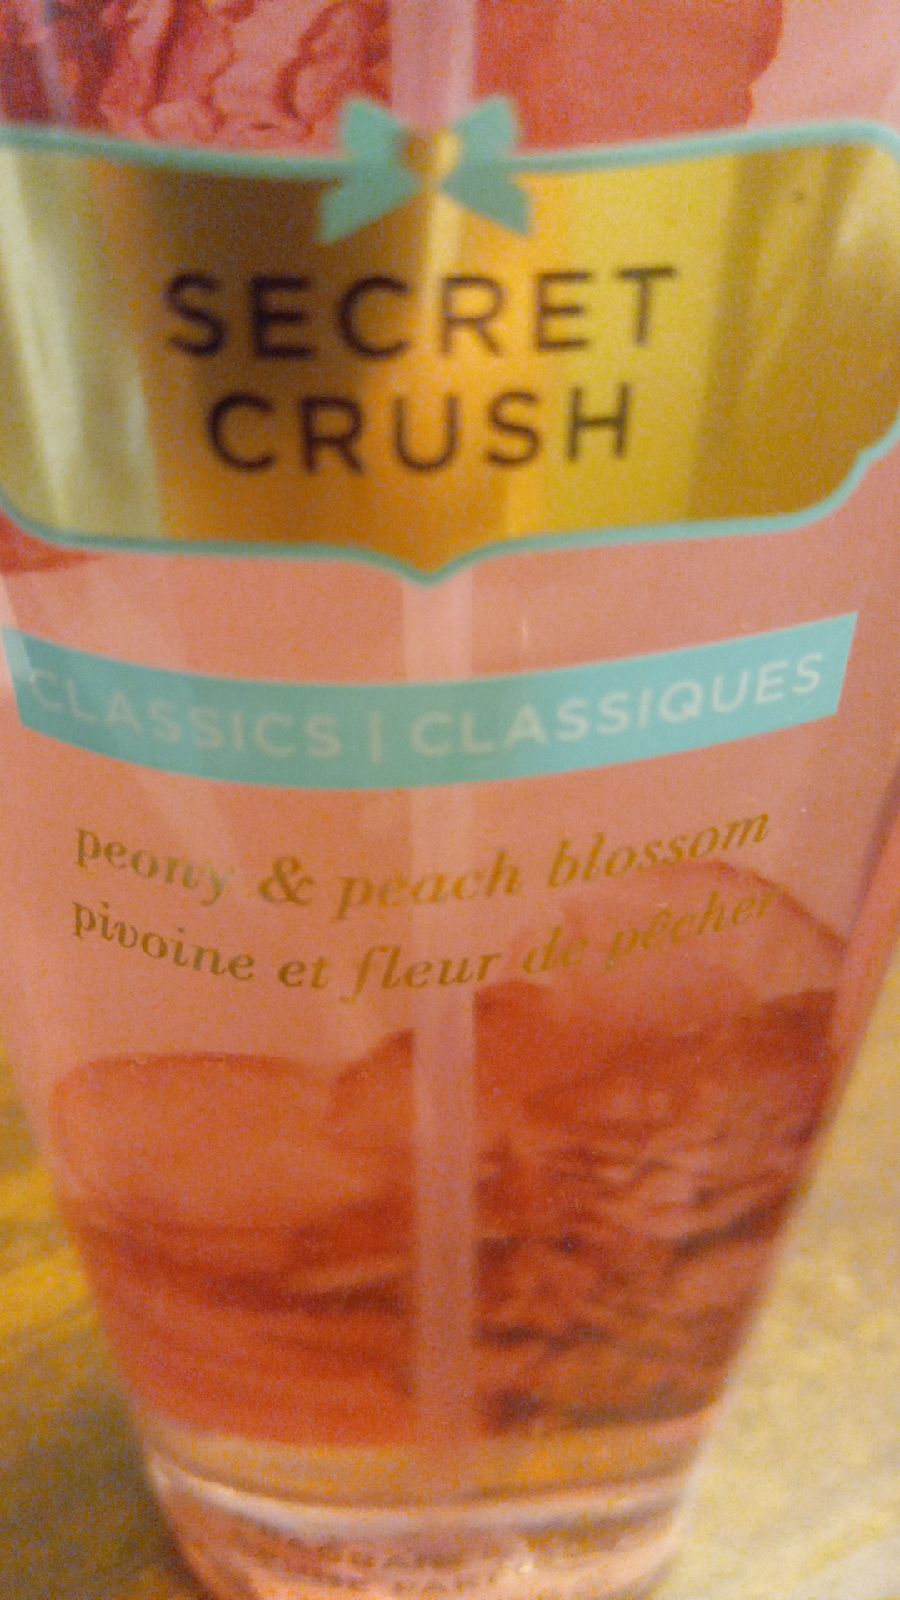 SECRET
CRUSH
CLASSICS | CLASSIQUES
peony & peach blossom
pivoine et fleur de pêcher